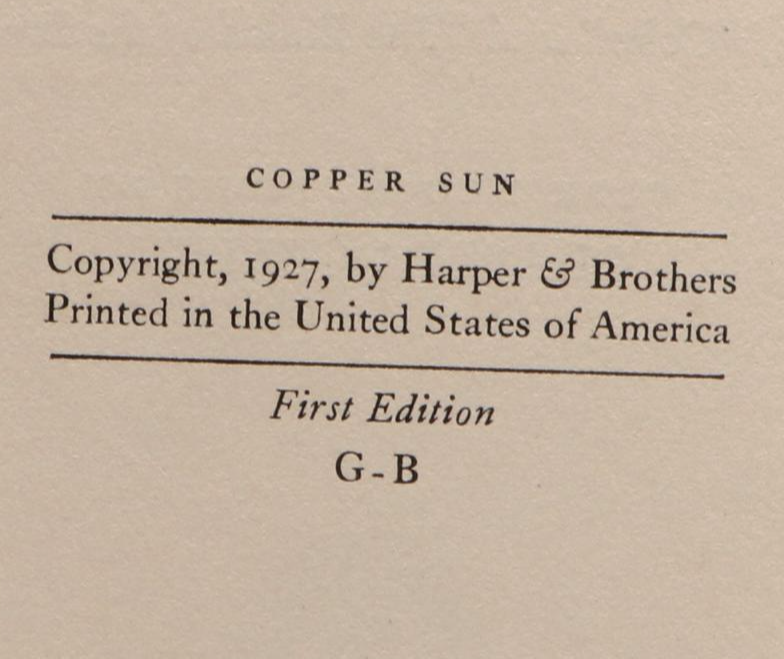 COPPER SUN
Copyright, 1927, by Harper & Brothers
Printed in the United States of America
First Edition
G-B